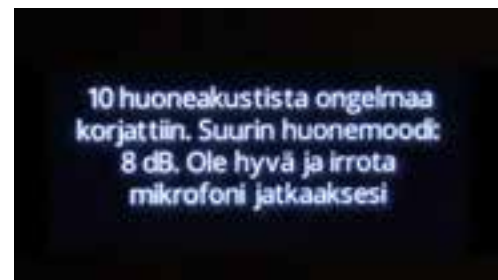 10 huoneakustista ongelmaa
korjattiin. Suurin huonemoodi:
8 dB. Ole hyvä ja irrota
mikrofoni jatkaaksesi